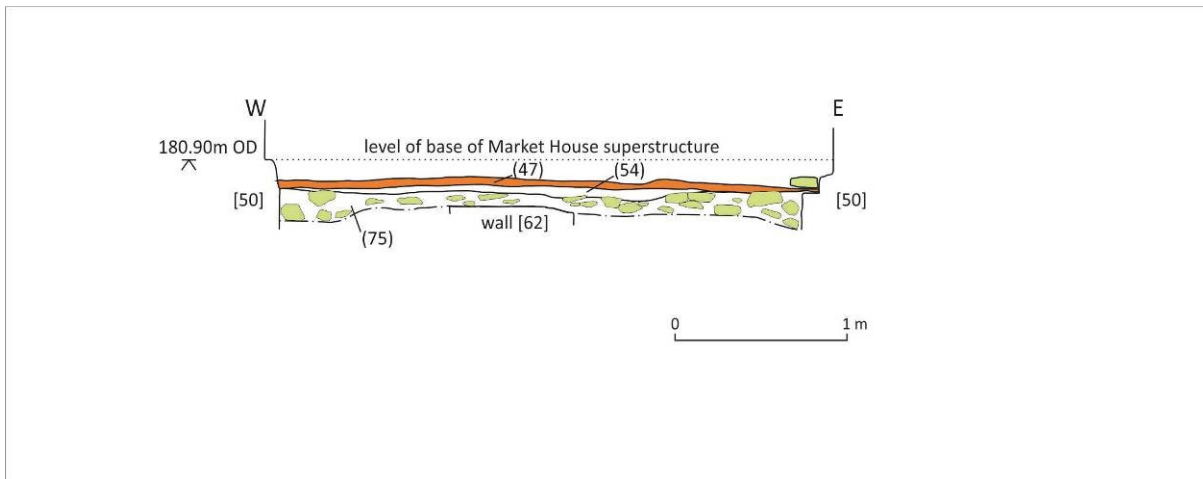 W
E
180.90m OD
level of base of Market House superstructure
(47)
(54)
[50]
[50]
wall [62]
(75)
0
1 m